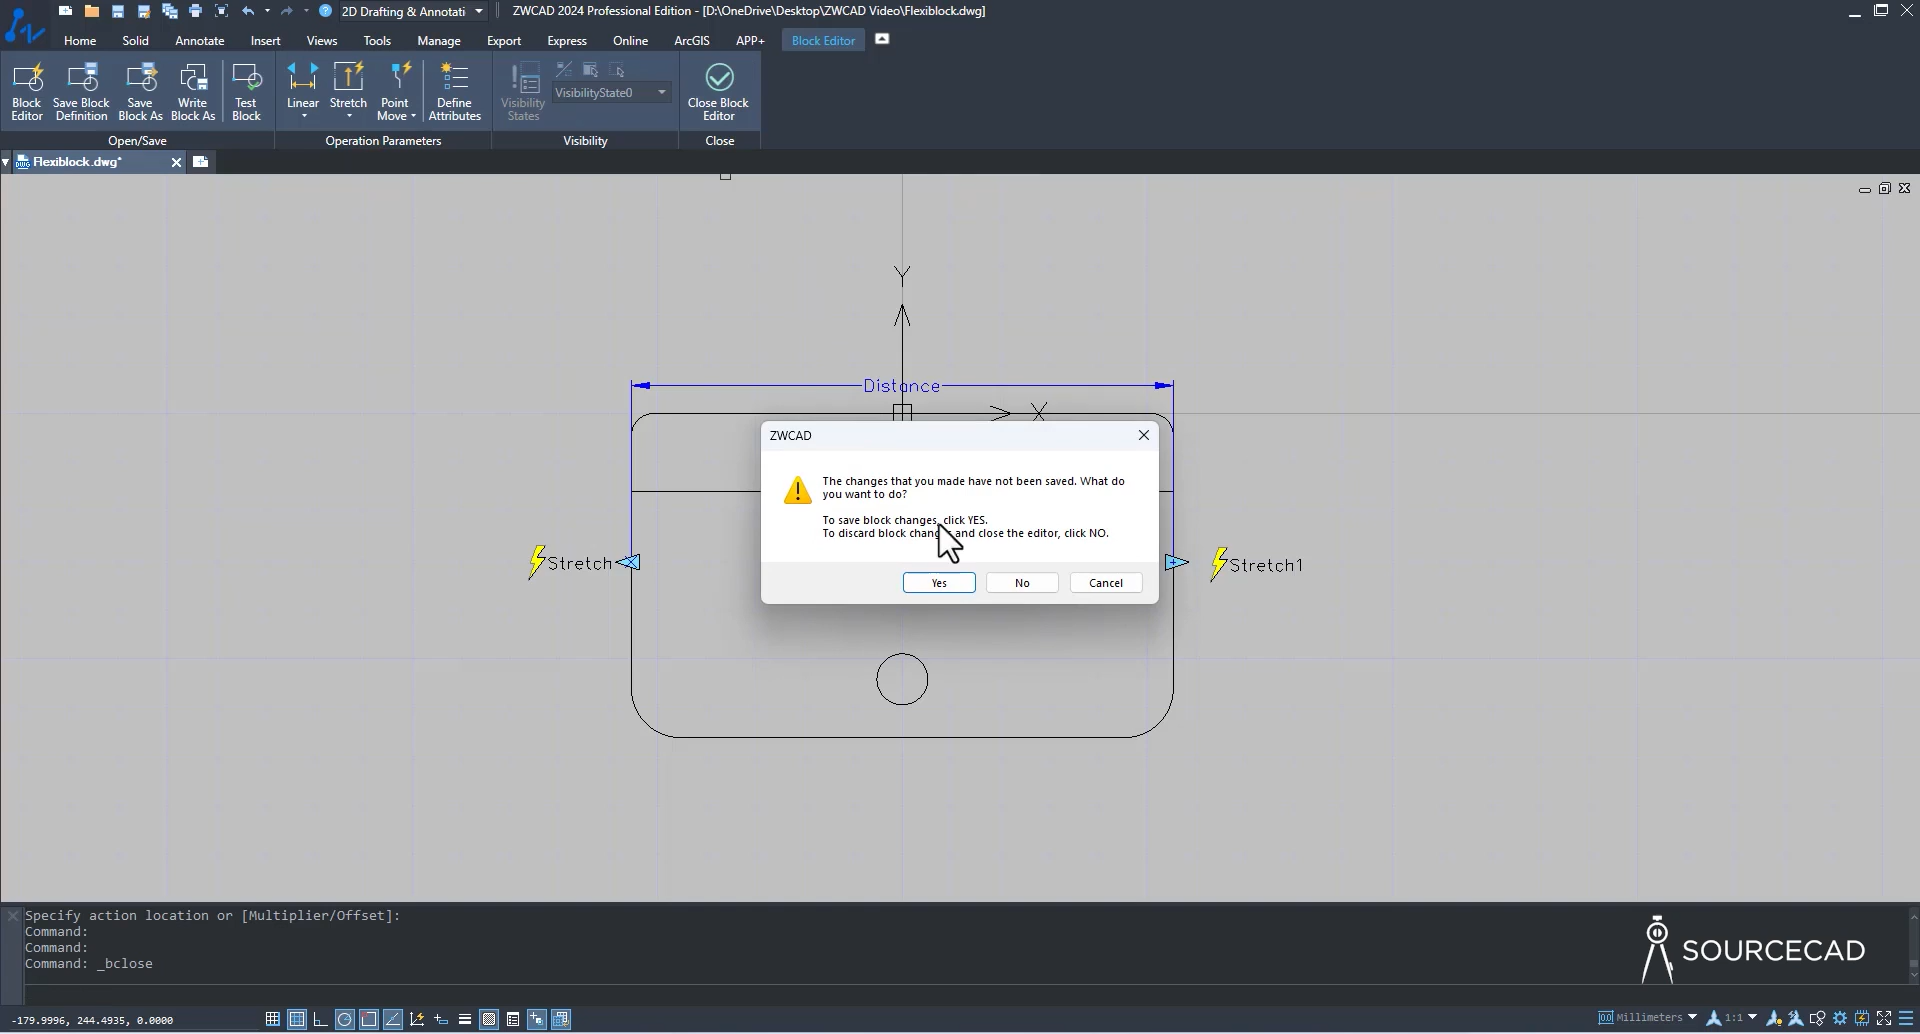 2D Drafting & Annotati
ZWCAD 2024 Professional Edition - [D:\OneDrive\Desktop\ZWCAD Video\Flexiblock.dwg]
Home Solid Annotate Insert Views Tools Manage Export Express Online ArcGIS APP+ Block Editor
Block Editor
Save Block Definition
Save Block As
Write Block As
Test Block
Linear
Stretch
Point Move
Define Attributes
Visibility States
VisibilityState0
Close Block Editor
Open/Save
Operation Parameters
Visibility
Close
Flexiblock.dwg*
Y
Distance
X
ZWCAD
The changes that you made have not been saved. What do
you want to do?
To save block changes, click YES.
To discard block chang and close the editor, click NO.
Yes No Cancel
Stretch
Stretch1
Specify action location or [Multiplier/Offset]:
Command:
Command:
Command: _bclose
SOURCECAD
-179.9996, 244.4935, 0.0000
Millimeters
1:1